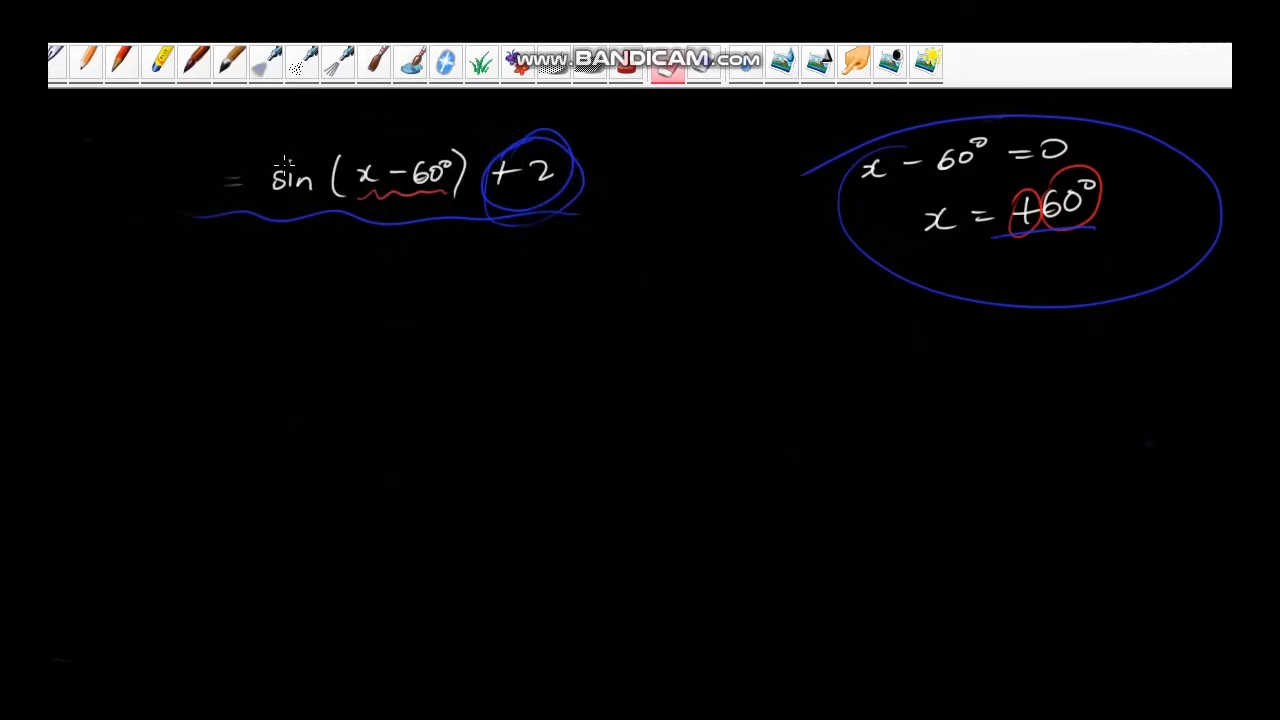 www.BANDICAM.com
= sin (x - 60°) + 2
x - 60° = 0
x = +60°